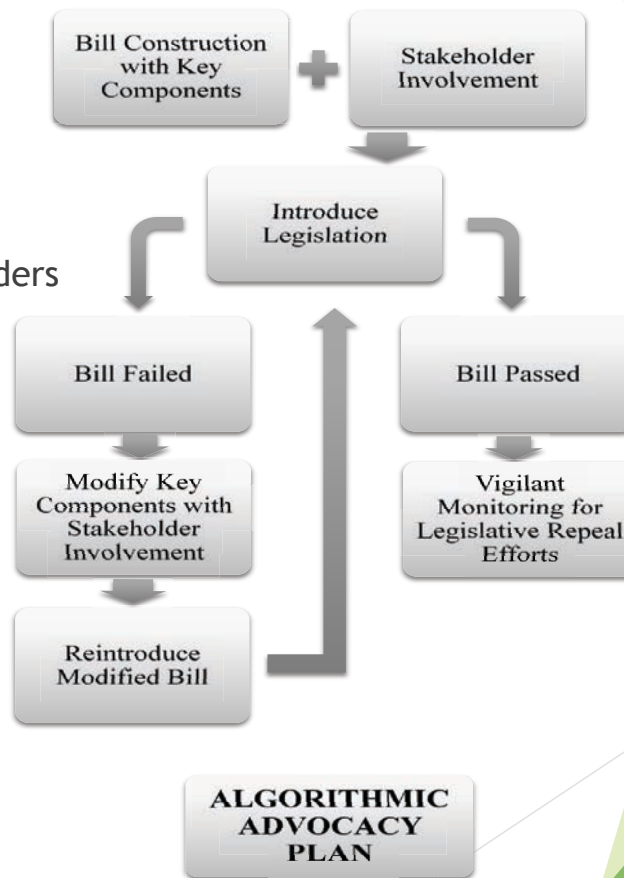 Bill Construction
with Key
Components
Stakeholder
Involvement
Introduce
Legislation
ders
Bill Failed
Bill Passed
Modify Key
Components with
Stakeholder
Involvement
Vigilant
Monitoring for
Legislative Repeal
Efforts
Reintroduce
Modified Bill
ALGORITHMIC
ADVOCACY
PLAN